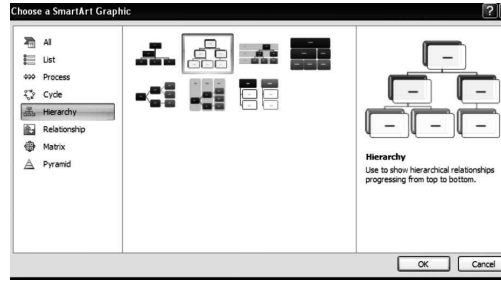 Choose a SmartArt Graphic
?
All
List
Process
Cycle
Hierarchy
Relationship
Matrix
Pyramid
Hierarchy
Use to show hierarchical relationships
progressing from top to bottom.
OK
Cancel